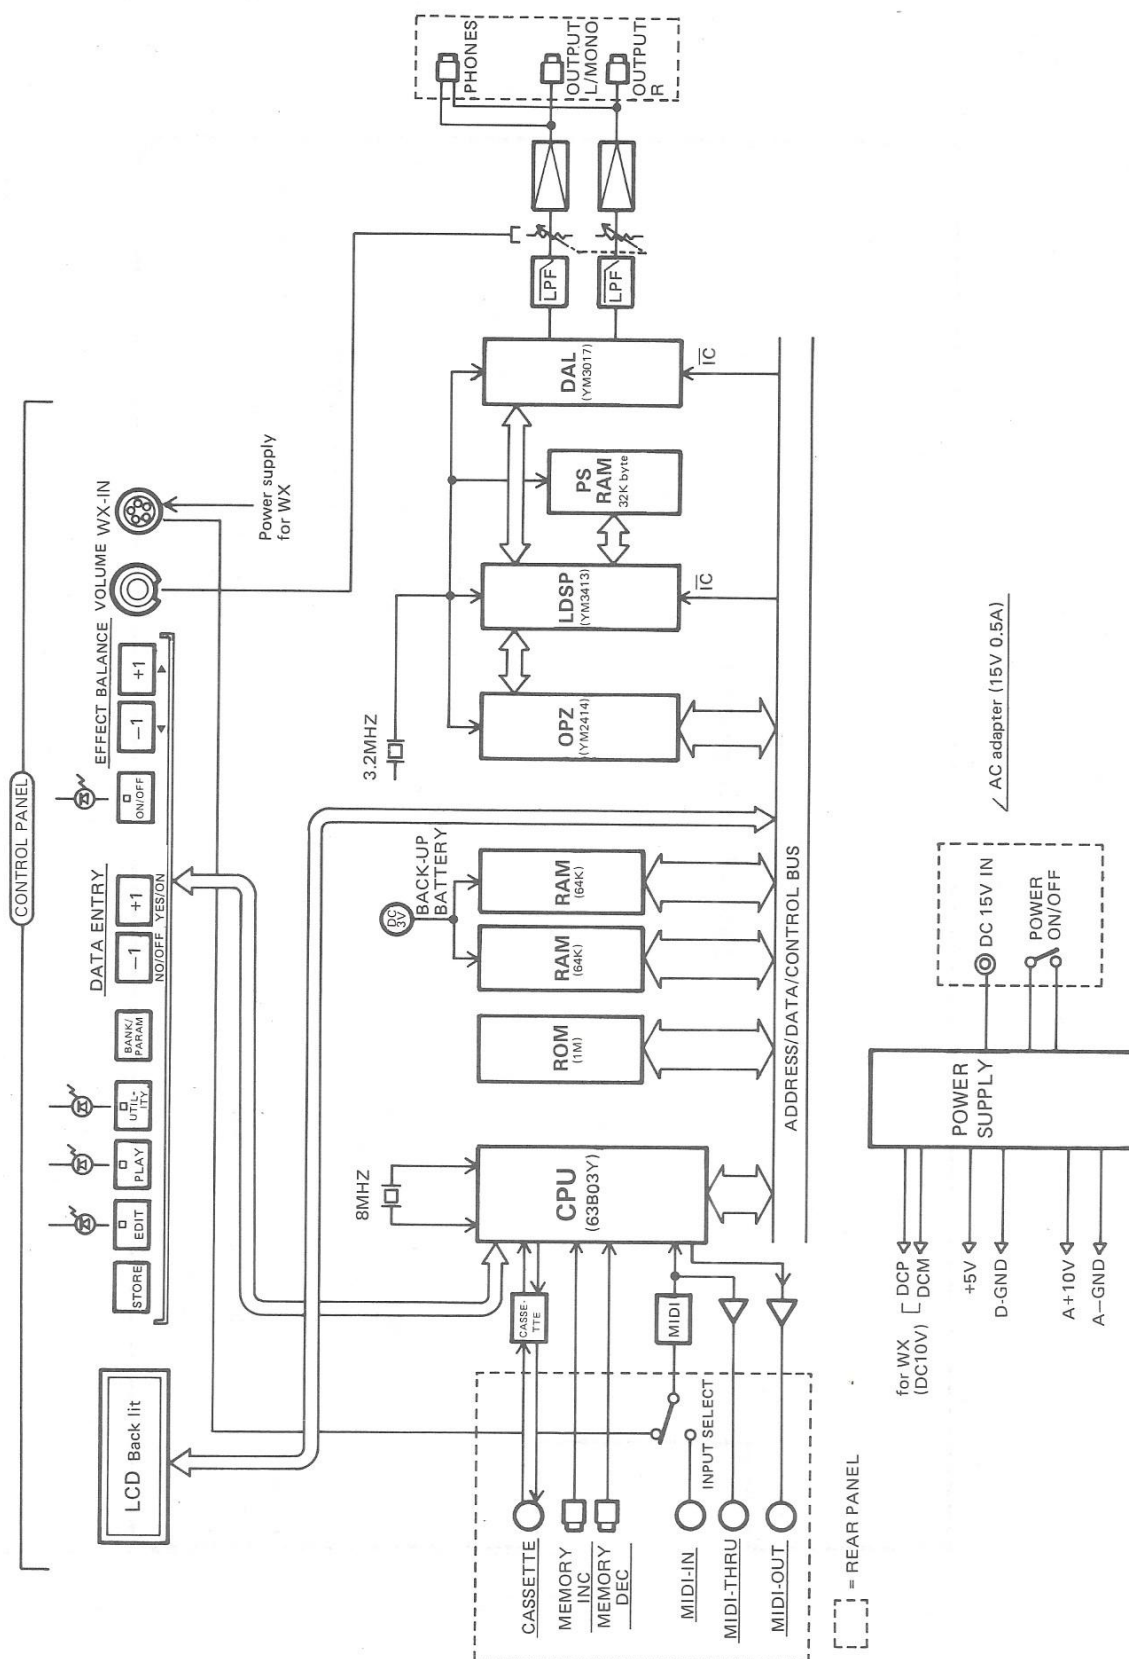 CONTROL PANEL
LCD Back lit
STORE
EDIT
PLAY
UTIL-
ITY
BANK/
PARAM
DATA ENTRY
−1
+1
NO/OFF
YES/ON
ON/OFF
EFFECT BALANCE
−1
+1
VOLUME
WX-IN
Power supply
for WX
8MHZ
DC
3V
BACK-UP
BATTERY
3.2MHZ
CASSETTE
CASSE-
TTE
MEMORY
INC
MEMORY
DEC
MIDI-IN
MIDI-THRU
MIDI-OUT
INPUT SELECT
MIDI
CPU
(63B03Y)
ROM
(1M)
RAM
(64K)
RAM
(64K)
OPZ
(YM2414)
LDSP
(YM3413)
PS
RAM
32K byte
DAL
(YM3017)
IC
IC
LPF
LPF
PHONES
OUTPUT
L/MONO
OUTPUT
R
ADDRESS/DATA/CONTROL BUS
= REAR PANEL
for WX
(DC10V)
DCP
DCM
+5V
D-GND
A+10V
A−GND
POWER
SUPPLY
DC 15V IN
POWER
ON/OFF
AC adapter (15V 0.5A)